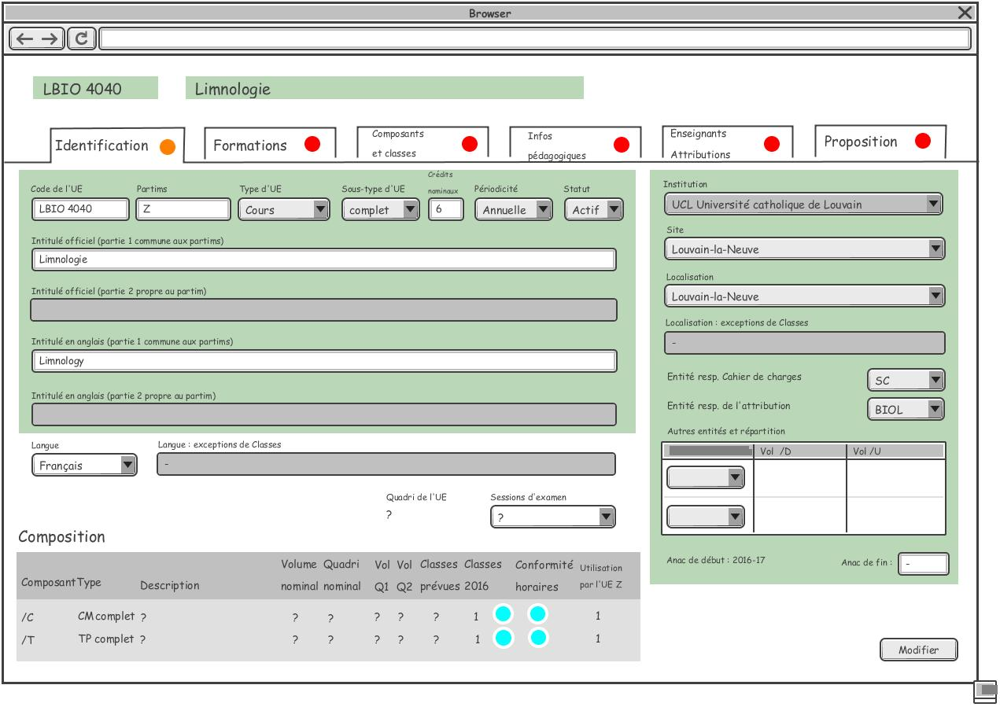 Browser
LBIO 4040
Limnologie
Identification
Formations
Composants
et classes
Infos
pédagogiques
Enseignants
Attributions
Proposition
Code de l'UE
Partims
Type d'UE
Sous-type d'UE
Crédits
nominaux
Périodicité
Statut
LBIO 4040
Z
Cours
complet
6
Annuelle
Actif
Intitulé officiel (partie 1 commune aux partims)
Limnologie
Intitulé officiel (partie 2 propre au partim)
Intitulé en anglais (partie 1 commune aux partims)
Limnology
Intitulé en anglais (partie 2 propre au partim)
Langue
Langue : exceptions de Classes
Français
-
Quadri de l'UE
Sessions d'examen
?
?
Institution
UCL Université catholique de Louvain
Site
Louvain-la-Neuve
Localisation
Louvain-la-Neuve
Localisation : exceptions de Classes
-
Entité resp. Cahier de charges
SC
Entité resp. de l'attribution
BIOL
Autres entités et répartition
Vol /D
Vol /U
Anac de début : 2016-17
Anac de fin :
-
Composition
Composant Type Description
Volume nominal
Quadri nominal
Vol Q1
Vol Q2
Classes prévues
Classes 2016
Conformité horaires
Utilisation par l'UE Z
/C CM complet ? ? ? ? ? ? 1 1
/T TP complet ? ? ? ? ? ? 1 1
Modifier